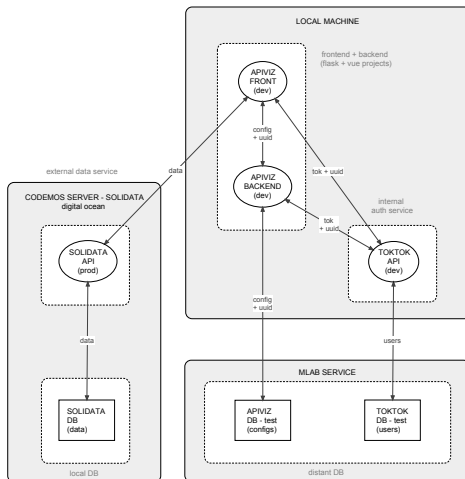 LOCAL MACHINE
frontend + backend
(flask + vue projects)
APIVIZ
FRONT
(dev)
config
+ uuid
data
tok + uuid
external data service
APIVIZ
BACKEND
(dev)
CODEMOS SERVER - SOLIDATA
digital ocean
internal
auth service
tok
+ uuid
SOLIDATA
API
(prod)
TOKTOK
API
(dev)
config
+ uuid
data
users
MLAB SERVICE
SOLIDATA
DB
(data)
APIVIZ
DB - test
(configs)
TOKTOK
DB - test
(users)
local DB
distant DB